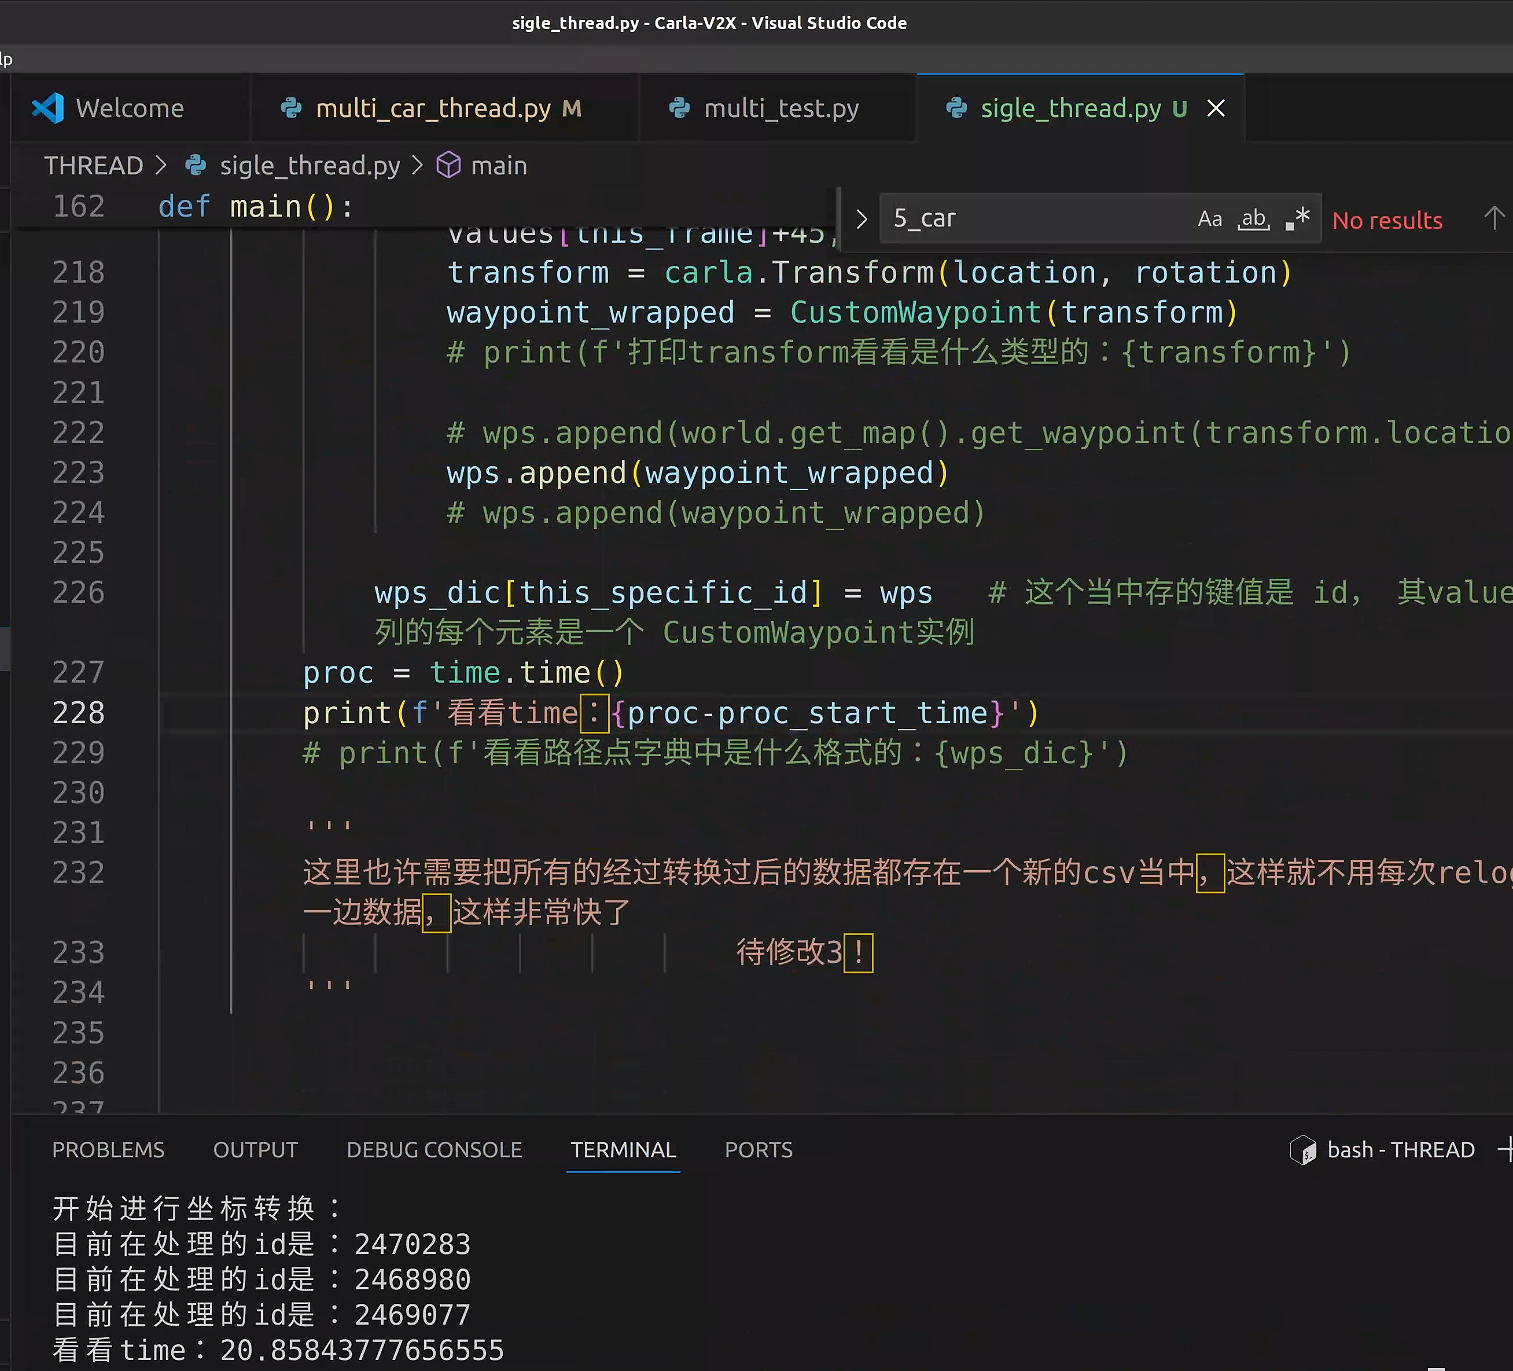 sigle_thread.py - Carla-V2X - Visual Studio Code
lp
Welcome
multi_car_thread.py M
multi_test.py
sigle_thread.py U
THREAD > sigle_thread.py > main
162 def main():
5_car
Aa ab .* No results
values[this_frame]+45,
218 transform = carla.Transform(location, rotation)
219 waypoint_wrapped = CustomWaypoint(transform)
220 # print(f'打印transform看看是什么类型的：{transform}')
221
222 # wps.append(world.get_map().get_waypoint(transform.locatio
223 wps.append(waypoint_wrapped)
224 # wps.append(waypoint_wrapped)
225
226 wps_dic[this_specific_id] = wps # 这个当中存的键值是 id， 其value
列的每个元素是一个 CustomWaypoint实例
227 proc = time.time()
228 print(f'看看time：{proc-proc_start_time}')
229 # print(f'看看路径点字典中是什么格式的：{wps_dic}')
230
231 '''
232 这里也许需要把所有的经过转换过后的数据都存在一个新的csv当中，这样就不用每次relog
一边数据，这样非常快了
233 待修改3！
234 '''
235
236
237
PROBLEMS OUTPUT DEBUG CONSOLE TERMINAL PORTS
bash - THREAD
开始进行坐标转换：
目前在处理的id是：2470283
目前在处理的id是：2468980
目前在处理的id是：2469077
看看time：20.85843777656555